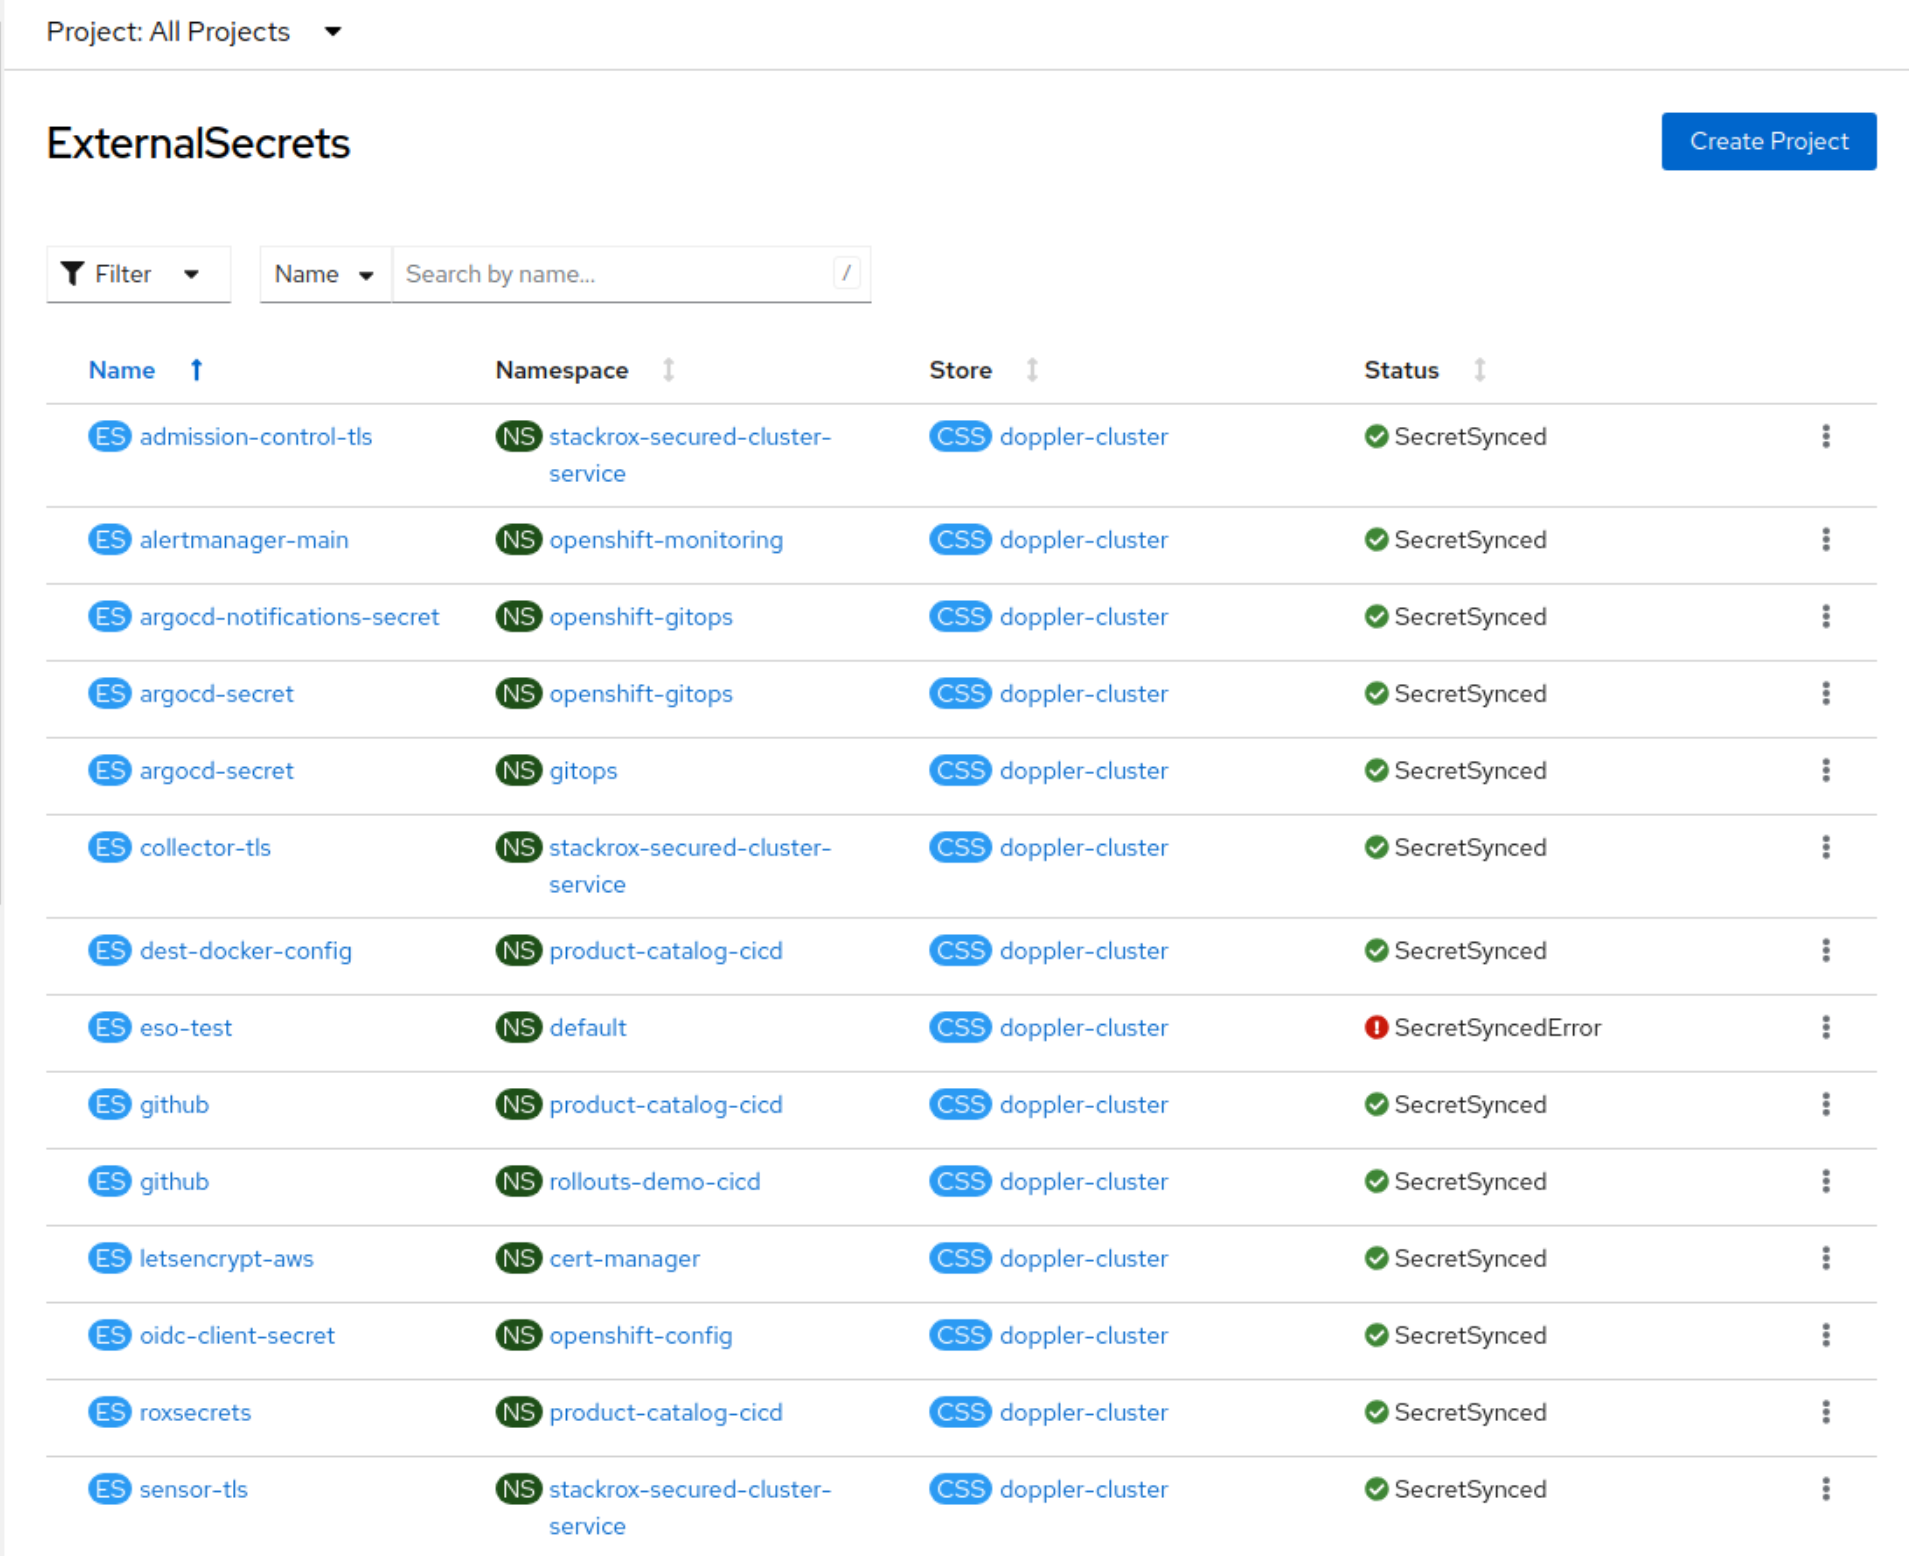 Project: All Projects
ExternalSecrets
Create Project
Filter Name Search by name... /
Name Namespace Store Status
ES admission-control-tls NS stackrox-secured-cluster- CSS doppler-cluster SecretSynced
service
ES alertmanager-main NS openshift-monitoring CSS doppler-cluster SecretSynced
ES argocd-notifications-secret NS openshift-gitops CSS doppler-cluster SecretSynced
ES argocd-secret NS openshift-gitops CSS doppler-cluster SecretSynced
ES argocd-secret NS gitops CSS doppler-cluster SecretSynced
ES collector-tls NS stackrox-secured-cluster- CSS doppler-cluster SecretSynced
service
ES dest-docker-config NS product-catalog-cicd CSS doppler-cluster SecretSynced
ES eso-test NS default CSS doppler-cluster SecretSyncedError
ES github NS product-catalog-cicd CSS doppler-cluster SecretSynced
ES github NS rollouts-demo-cicd CSS doppler-cluster SecretSynced
ES letsencrypt-aws NS cert-manager CSS doppler-cluster SecretSynced
ES oidc-client-secret NS openshift-config CSS doppler-cluster SecretSynced
ES roxsecrets NS product-catalog-cicd CSS doppler-cluster SecretSynced
ES sensor-tls NS stackrox-secured-cluster- CSS doppler-cluster SecretSynced
service